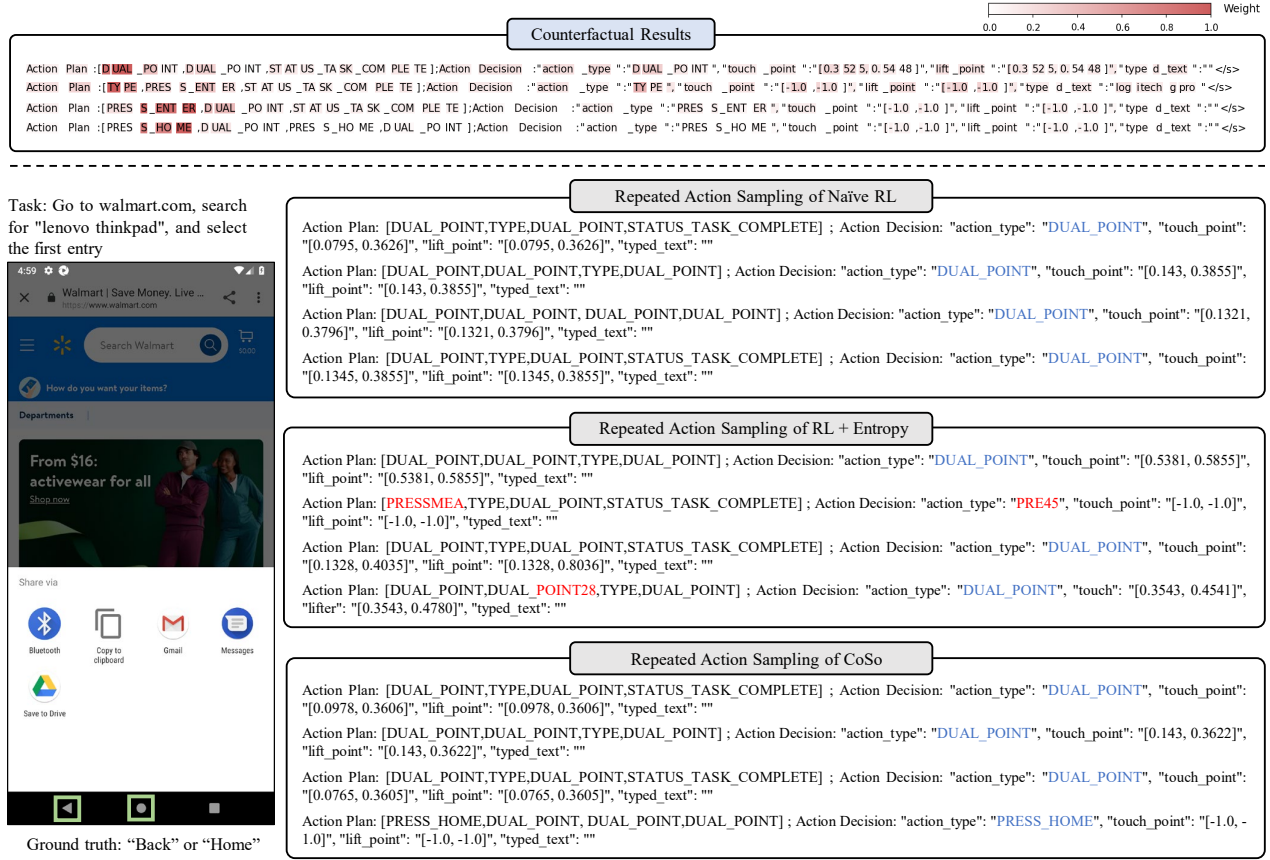 Weight
0.0 0.2 0.4 0.6 0.8 1.0
Counterfactual Results
Action Plan :[D UAL _PO INT ,D UAL _PO INT ,ST AT US _TA SK _COM PLE TE ];Action Decision :"action _type ":"D UAL _PO INT ", "touch _point ":"[0.3 52 5, 0. 54 48 ]", "lift _point ":"[0.3 52 5, 0. 54 48 ]", "type d _text ":"" </s>
Action Plan :[TY PE ,PRES S _ENT ER ,ST AT US _TA SK _COM PLE TE ];Action Decision :"action _type ":"TY PE ", "touch _point ":"[-1.0 ,-1.0 ]", "lift _point ":"[-1.0 ,-1.0 ]", "type d _text ":"log itech g pro "</s>
Action Plan :[PRES S _ENT ER ,D UAL _PO INT ,ST AT US _TA SK _COM PLE TE ];Action Decision :"action _type ":"PRES S _ENT ER ", "touch _point ":"[-1.0 ,-1.0 ]", "lift _point ":"[-1.0 ,-1.0 ]", "type d _text ":"" </s>
Action Plan :[PRES S _HO ME ,D UAL _PO INT ,PRES S _HO ME ,D UAL _PO INT ];Action Decision :"action _type ":"PRES S _HO ME ", "touch _point ":"[-1.0 ,-1.0 ]", "lift _point ":"[-1.0 ,-1.0 ]", "type d _text ":"" </s>
Task: Go to walmart.com, search
for "lenovo thinkpad", and select
the first entry
4:59
Walmart | Save Money. Live ...
https://www.walmart.com
Search Walmart
$0.00
How do you want your items?
Departments
From $16:
activewear for all
Shop now
Share via
Bluetooth
Copy to
clipboard
Gmail
Messages
Save to Drive
Ground truth: “Back” or “Home”
Repeated Action Sampling of Naïve RL
Action Plan: [DUAL_POINT,TYPE,DUAL_POINT,STATUS_TASK_COMPLETE] ; Action Decision: "action_type": "DUAL_POINT", "touch_point":
"[0.0795, 0.3626]", "lift_point": "[0.0795, 0.3626]", "typed_text": ""
Action Plan: [DUAL_POINT,DUAL_POINT,TYPE,DUAL_POINT] ; Action Decision: "action_type": "DUAL_POINT", "touch_point": "[0.143, 0.3855]",
"lift_point": "[0.143, 0.3855]", "typed_text": ""
Action Plan: [DUAL_POINT,DUAL_POINT, DUAL_POINT,DUAL_POINT] ; Action Decision: "action_type": "DUAL_POINT", "touch_point": "[0.1321,
0.3796]", "lift_point": "[0.1321, 0.3796]", "typed_text": ""
Action Plan: [DUAL_POINT,TYPE,DUAL_POINT,STATUS_TASK_COMPLETE] ; Action Decision: "action_type": "DUAL_POINT", "touch_point":
"[0.1345, 0.3855]", "lift_point": "[0.1345, 0.3855]", "typed_text": ""
Repeated Action Sampling of RL + Entropy
Action Plan: [DUAL_POINT,DUAL_POINT,TYPE,DUAL_POINT] ; Action Decision: "action_type": "DUAL_POINT", "touch_point": "[0.5381, 0.5855]",
"lift_point": "[0.5381, 0.5855]", "typed_text": ""
Action Plan: [PRESSMEA,TYPE,DUAL_POINT,STATUS_TASK_COMPLETE] ; Action Decision: "action_type": "PRE45", "touch_point": "[-1.0, -1.0]",
"lift_point": "[-1.0, -1.0]", "typed_text": ""
Action Plan: [DUAL_POINT,TYPE,DUAL_POINT,STATUS_TASK_COMPLETE] ; Action Decision: "action_type": "DUAL_POINT", "touch_point":
"[0.1328, 0.4035]", "lift_point": "[0.1328, 0.8036]", "typed_text": ""
Action Plan: [DUAL_POINT,DUAL_POINT28,TYPE,DUAL_POINT] ; Action Decision: "action_type": "DUAL_POINT", "touch": "[0.3543, 0.4541]",
"lifter": "[0.3543, 0.4780]", "typed_text": ""
Repeated Action Sampling of CoSo
Action Plan: [DUAL_POINT,TYPE,DUAL_POINT,STATUS_TASK_COMPLETE] ; Action Decision: "action_type": "DUAL_POINT", "touch_point":
"[0.0978, 0.3606]", "lift_point": "[0.0978, 0.3606]", "typed_text": ""
Action Plan: [DUAL_POINT,DUAL_POINT,TYPE,DUAL_POINT] ; Action Decision: "action_type": "DUAL_POINT", "touch_point": "[0.143, 0.3622]",
"lift_point": "[0.143, 0.3622]", "typed_text": ""
Action Plan: [DUAL_POINT,TYPE,DUAL_POINT,STATUS_TASK_COMPLETE] ; Action Decision: "action_type": "DUAL_POINT", "touch_point":
"[0.0765, 0.3605]", "lift_point": "[0.0765, 0.3605]", "typed_text": ""
Action Plan: [PRESS_HOME,DUAL_POINT, DUAL_POINT,DUAL_POINT] ; Action Decision: "action_type": "PRESS_HOME", "touch_point": "[-1.0, -
1.0]", "lift_point": "[-1.0, -1.0]", "typed_text": ""